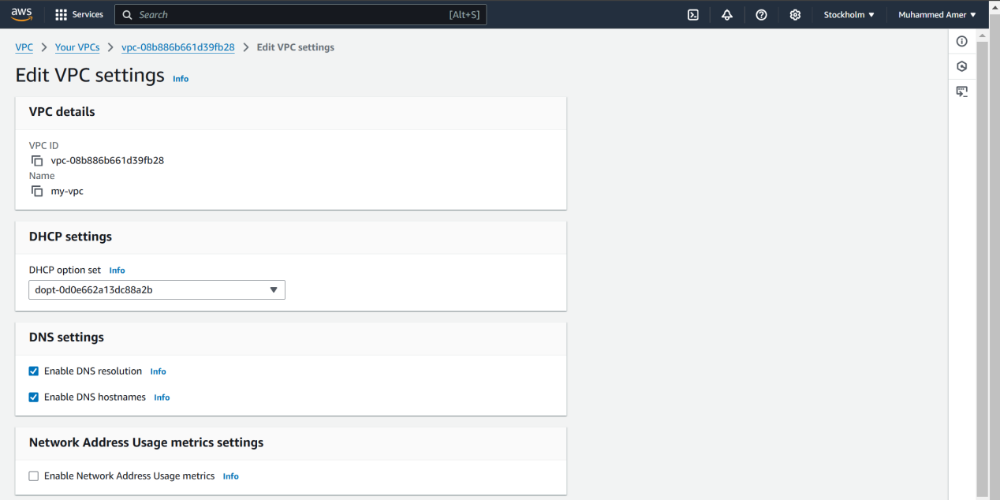 aws Services Search [Alt+S] Stockholm Muhammed Amer
VPC Your VPCs vpc-08b886b661d39fb28 Edit VPC settings
Edit VPC settings Info
VPC details
VPC ID
vpc-08b886b661d39fb28
Name
my-vpc
DHCP settings
DHCP option set Info
dopt-0d0e662a13dc88a2b
DNS settings
Enable DNS resolution Info
Enable DNS hostnames Info
Network Address Usage metrics settings
Enable Network Address Usage metrics Info